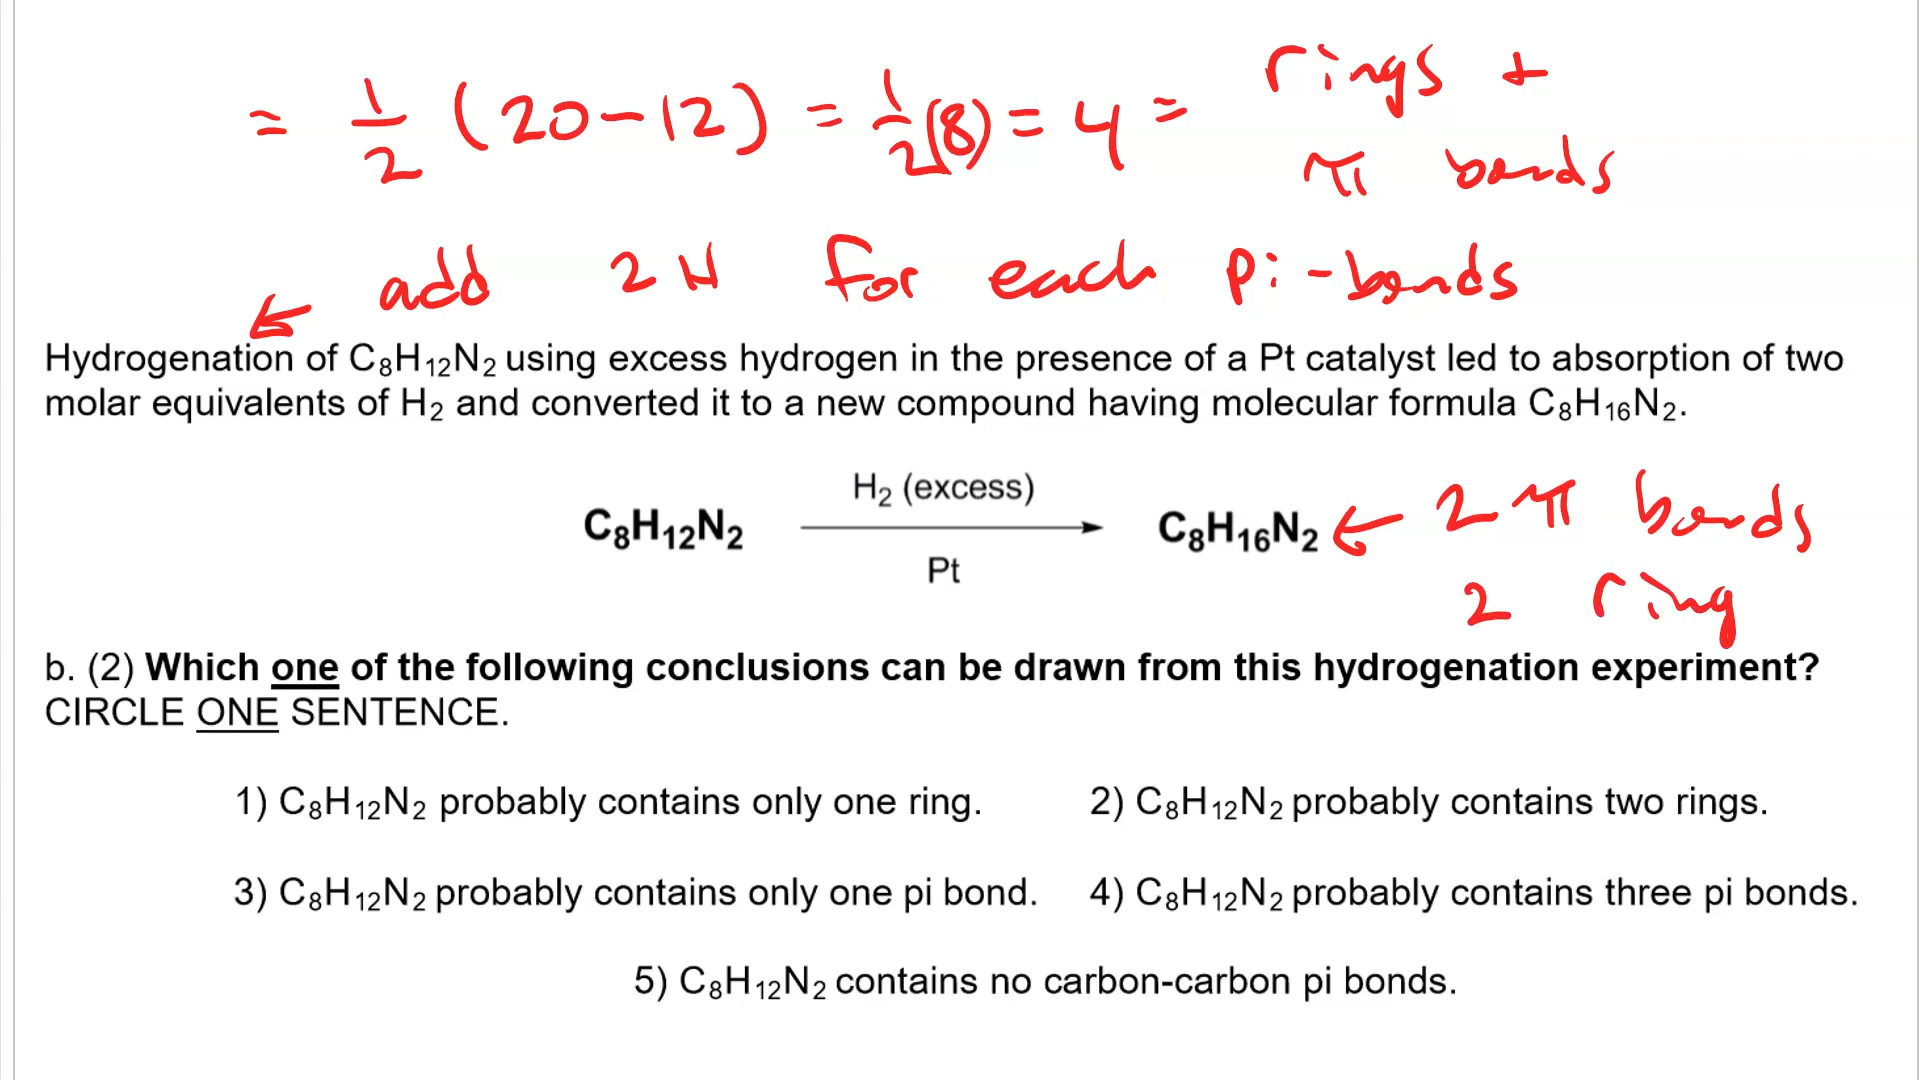 = 1/2 (20-12) = 1/2(8) = 4 = rings +
π bonds
← add 2H for each pi-bonds
Hydrogenation of C₈H₁₂N₂ using excess hydrogen in the presence of a Pt catalyst led to absorption of two
molar equivalents of H₂ and converted it to a new compound having molecular formula C₈H₁₆N₂.
H₂ (excess)
C₈H₁₂N₂ → C₈H₁₆N₂ ← 2 π bonds
Pt
2 ring
b. (2) Which one of the following conclusions can be drawn from this hydrogenation experiment?
CIRCLE ONE SENTENCE.
1) C₈H₁₂N₂ probably contains only one ring. 2) C₈H₁₂N₂ probably contains two rings.
3) C₈H₁₂N₂ probably contains only one pi bond. 4) C₈H₁₂N₂ probably contains three pi bonds.
5) C₈H₁₂N₂ contains no carbon-carbon pi bonds.